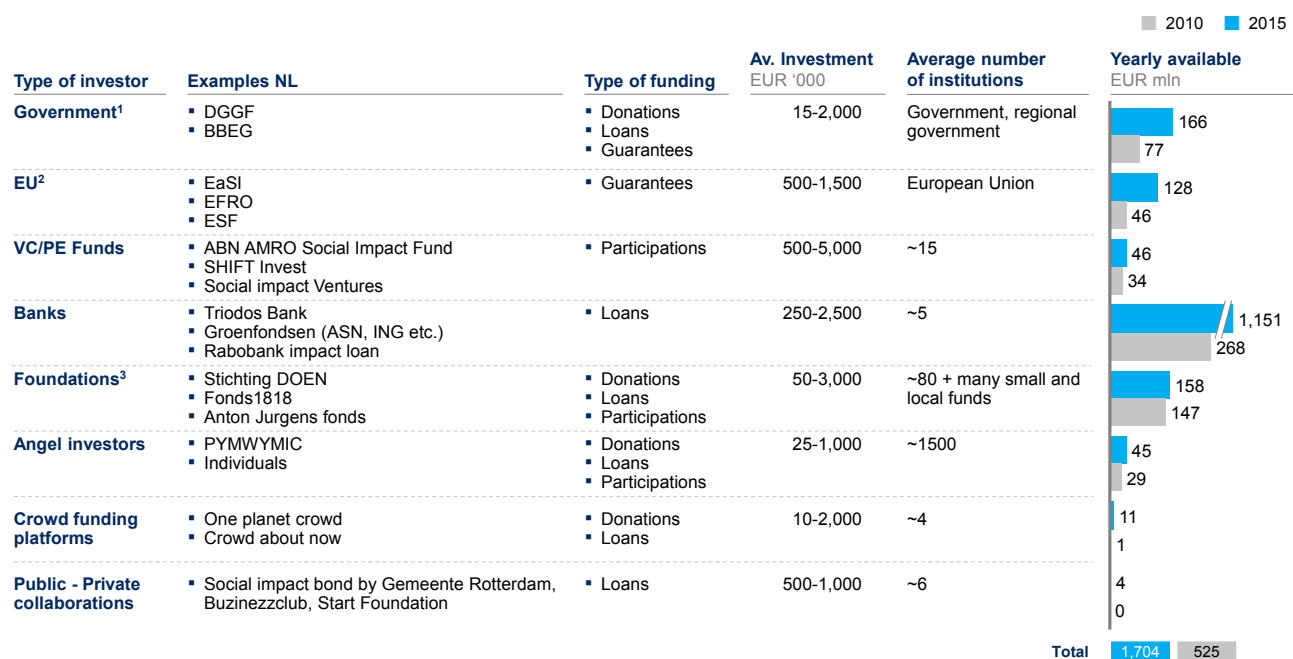 2010 2015
Type of investor
Examples NL
Type of funding
Av. Investment
EUR ‘000
Average number
of institutions
Yearly available
EUR mln
Government¹
▪ DGGF
▪ BBEG
▪ Donations
▪ Loans
▪ Guarantees
15-2,000
Government, regional
government
166
77
EU²
▪ EaSI
▪ EFRO
▪ ESF
▪ Guarantees
500-1,500
European Union
128
46
VC/PE Funds
▪ ABN AMRO Social Impact Fund
▪ SHIFT Invest
▪ Social impact Ventures
▪ Participations
500-5,000
~15
46
34
Banks
▪ Triodos Bank
▪ Groenfondsen (ASN, ING etc.)
▪ Rabobank impact loan
▪ Loans
250-2,500
~5
1,151
268
Foundations³
▪ Stichting DOEN
▪ Fonds1818
▪ Anton Jurgens fonds
▪ Donations
▪ Loans
▪ Participations
50-3,000
~80 + many small and
local funds
158
147
Angel investors
▪ PYMWYMIC
▪ Individuals
▪ Donations
▪ Loans
▪ Participations
25-1,000
~1500
45
29
Crowd funding
platforms
▪ One planet crowd
▪ Crowd about now
▪ Donations
▪ Loans
10-2,000
~4
11
1
Public - Private
collaborations
▪ Social impact bond by Gemeente Rotterdam,
Buzinezzclub, Start Foundation
▪ Loans
500-1,000
~6
4
0
Total 1,704 525